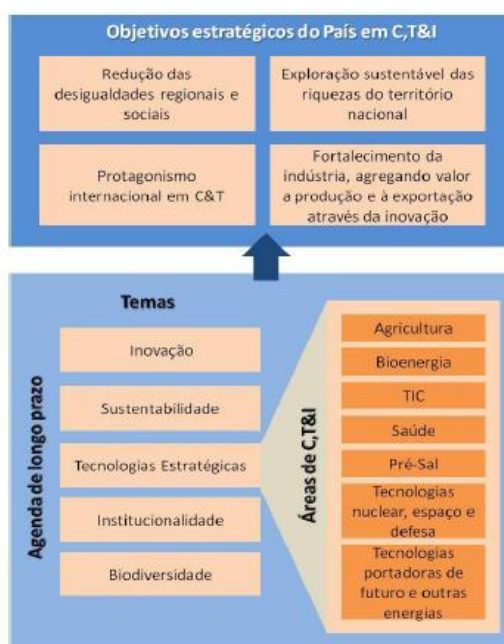 Objetivos estratégicos do País em C,T&I
Redução das
desigualdades regionais e
sociais
Exploração sustentável das
riquezas do território
nacional
Protagonismo
internacional em C&T
Fortalecimento da
indústria, agregando valor
a produção e à exportação
através da inovação
Agenda de longo prazo
Temas
Inovação
Sustentabilidade
Tecnologias Estratégicas
Institucionalidade
Biodiversidade
Áreas de C,T&I
Agricultura
Bioenergia
TIC
Saúde
Pré-Sal
Tecnologias
nuclear, espaço e
defesa
Tecnologias
portadoras de
futuro e outras
energias